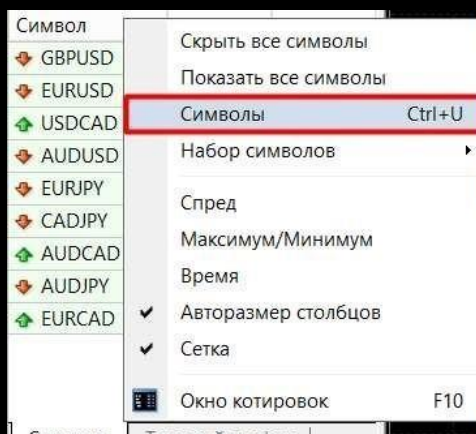 Символ
GBPUSD
EURUSD
USDCAD
AUDUSD
EURJPY
CADJPY
AUDCAD
AUDJPY
EURCAD
Скрыть все символы
Показать все символы
Символы Ctrl+U
Набор символов
Спред
Максимум/Минимум
Время
Авторазмер столбцов
Сетка
Окно котировок F10